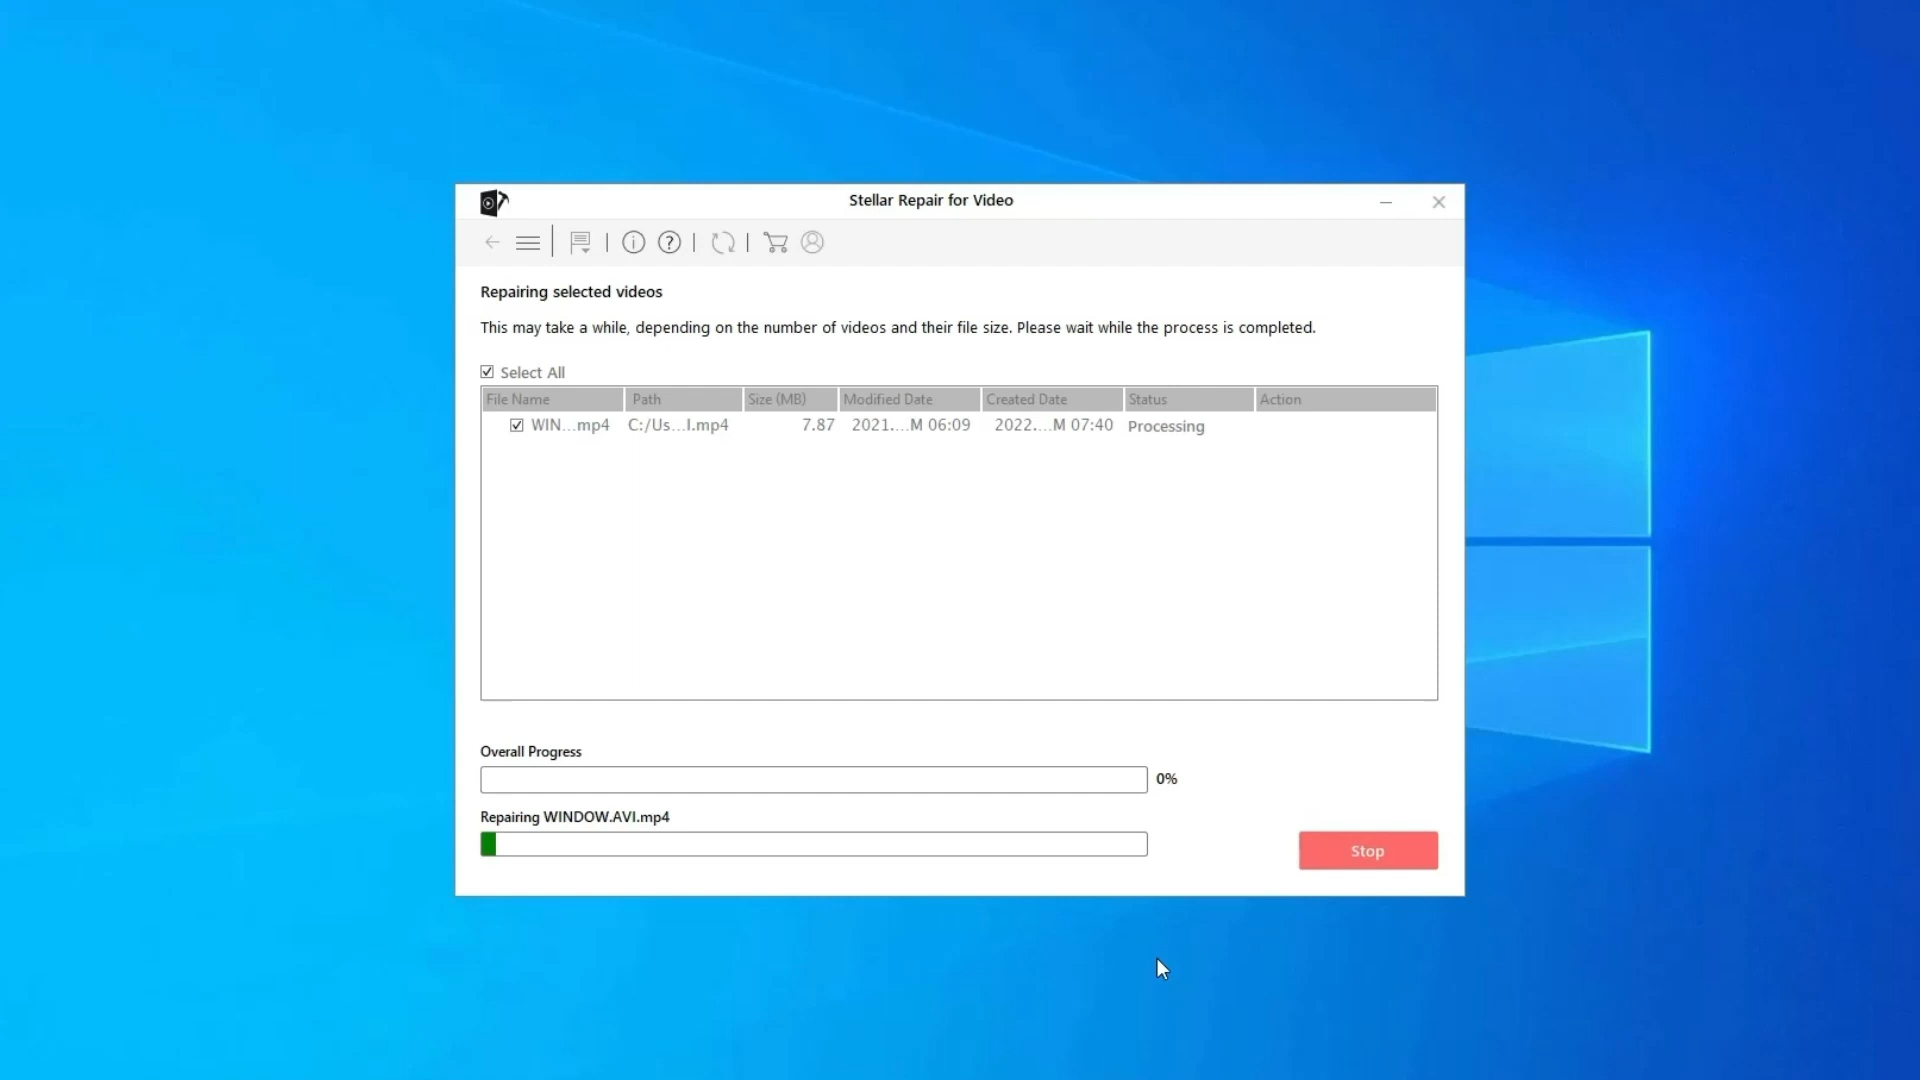 Stellar Repair for Video
Repairing selected videos
This may take a while, depending on the number of videos and their file size. Please wait while the process is completed.
Select All
File Name Path Size (MB) Modified Date Created Date Status Action
WIN...mp4 C:/Us...I.mp4 7.87 2021....M 06:09 2022....M 07:40 Processing
Overall Progress
0%
Repairing WINDOW.AVI.mp4
Stop